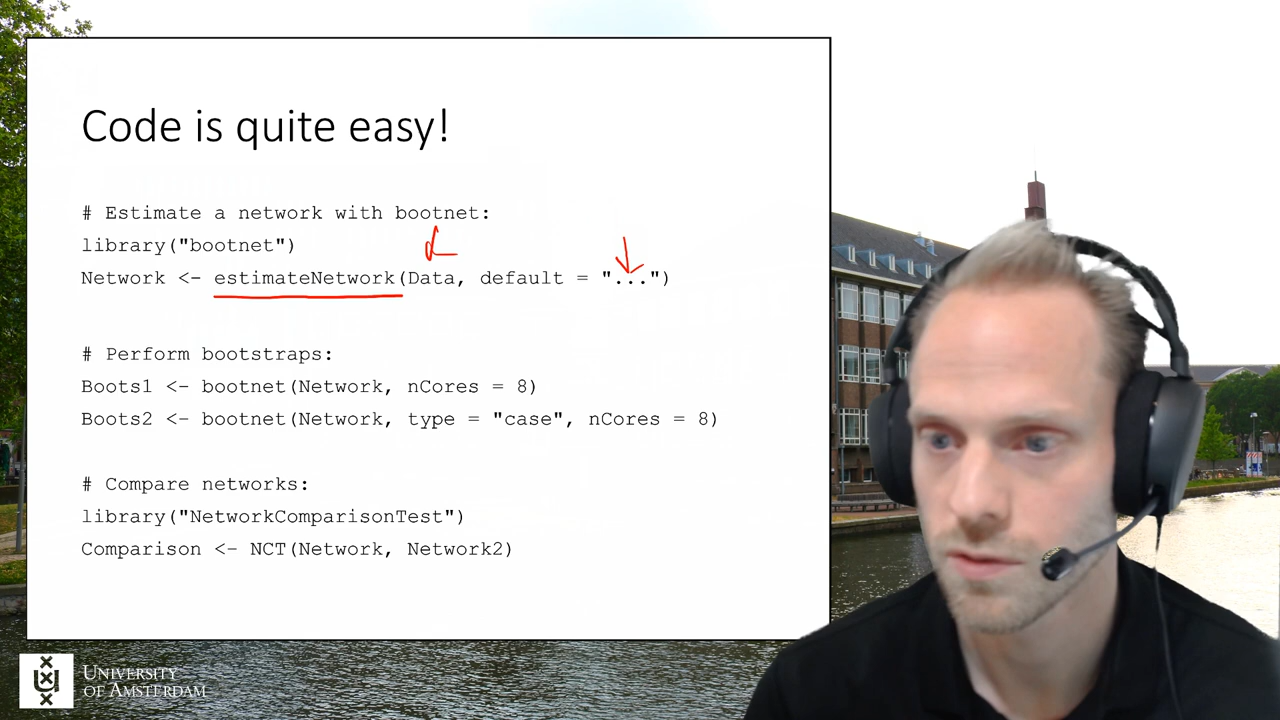 Code is quite easy!
# Estimate a network with bootnet:
library("bootnet")
Network <- estimateNetwork(Data, default = "...")
# Perform bootstraps:
Boots1 <- bootnet(Network, nCores = 8)
Boots2 <- bootnet(Network, type = "case", nCores = 8)
# Compare networks:
library("NetworkComparisonTest")
Comparison <- NCT(Network, Network2)
UNIVERSITY
OF AMSTERDAM